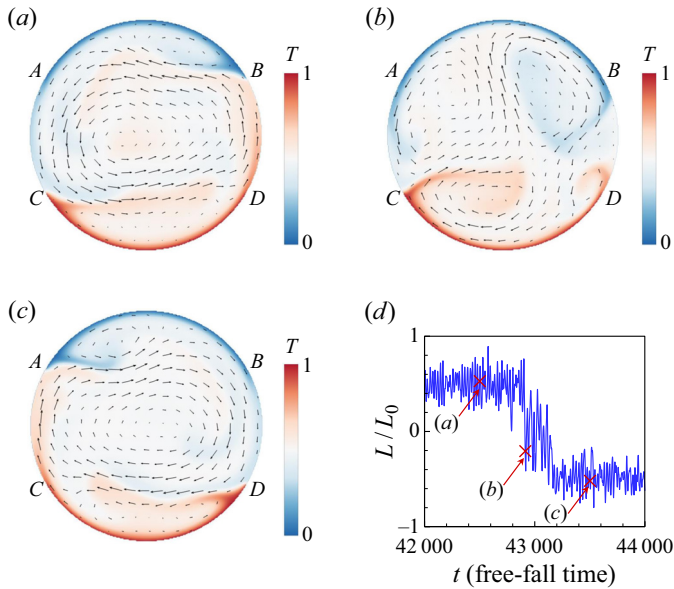 (a)
T
A
B
1
C
D
0
(b)
T
A
B
1
C
D
0
(c)
T
A
B
1
C
D
0
(d)
1
L / L0
0
−1
(a)
(b)
(c)
42 000 43 000 44 000
t (free-fall time)